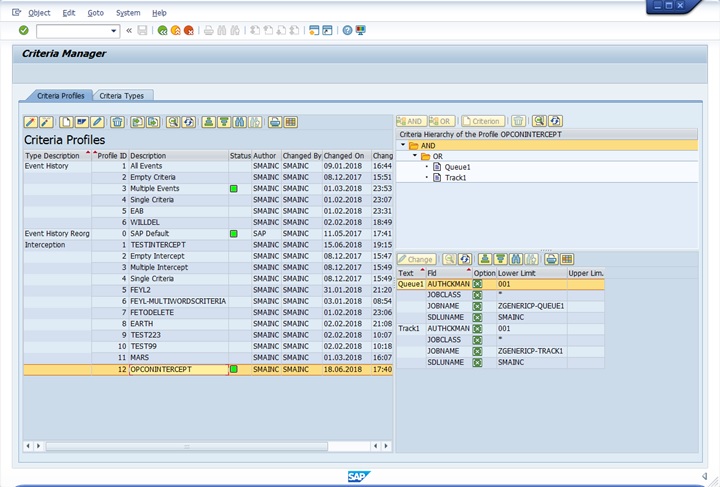 Object Edit Goto System Help
Criteria Manager
Criteria Profiles Criteria Types
AND OR Criterion
Criteria Profiles
Criteria Hierarchy of the Profile OPCONINTERCEPT
AND
OR
Queue1
Track1
Type Description Profile ID Description Status Author Changed By Changed On Chang
Event History 1 All Events SMAINC SMAINC 09.01.2018 16:44
2 Empty Criteria SMAINC SMAINC 08.12.2017 15:51
3 Multiple Events SMAINC SMAINC 01.03.2018 23:53
4 Single Criteria SMAINC SMAINC 01.02.2018 23:07
5 EAB SMAINC SMAINC 01.02.2018 23:31
6 WILLDEL SMAINC SMAINC 02.02.2018 18:49
Event History Reorg 0 SAP Default SAP SMAINC 11.05.2017 17:41
Interception 1 TESTINTERCEPT SMAINC SMAINC 15.06.2018 19:15
2 Empty Intercept SMAINC SMAINC 08.12.2017 15:47
3 Multiple Intercept SMAINC SMAINC 08.12.2017 15:49
4 Single Criteria SMAINC SMAINC 08.12.2017 15:49
5 FEYL2 SMAINC SMAINC 31.01.2018 21:20
6 FEYL-MULTIWORDSCRITERIA SMAINC SMAINC 03.01.2018 08:54
7 FETODELETE SMAINC SMAINC 01.02.2018 23:06
8 EARTH SMAINC SMAINC 02.02.2018 21:08
9 TEST223 SMAINC SMAINC 02.02.2018 10:07
10 TEST99 SMAINC SMAINC 02.02.2018 10:18
11 MARS SMAINC SMAINC 01.03.2018 16:07
12 OPCONINTERCEPT SMAINC SMAINC 18.06.2018 17:40
Change
Text Fld Option Lower Limit Upper Lim.
Queue1 AUTHCKMAN 001
JOBCLASS *
JOBNAME ZGENERICP-QUEUE1
SDLUNAME SMAINC
Track1 AUTHCKMAN 001
JOBCLASS *
JOBNAME ZGENERICP-TRACK1
SDLUNAME SMAINC
SAP